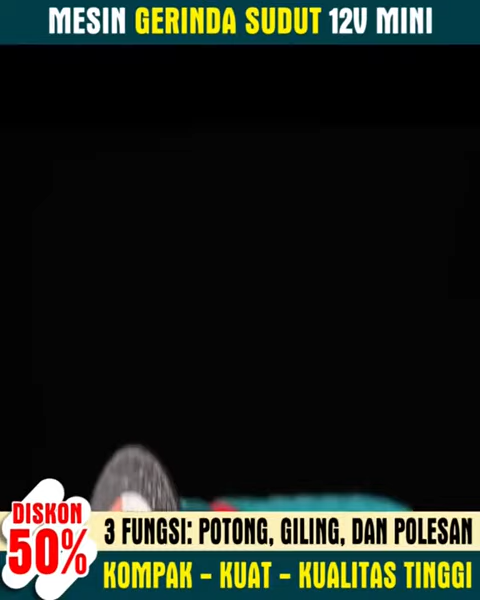 MESIN GERINDA SUDUT 12V MINI
DISKON
50%
3 FUNGSI: POTONG, GILING, DAN POLESAN
KOMPAK - KUAT - KUALITAS TINGGI